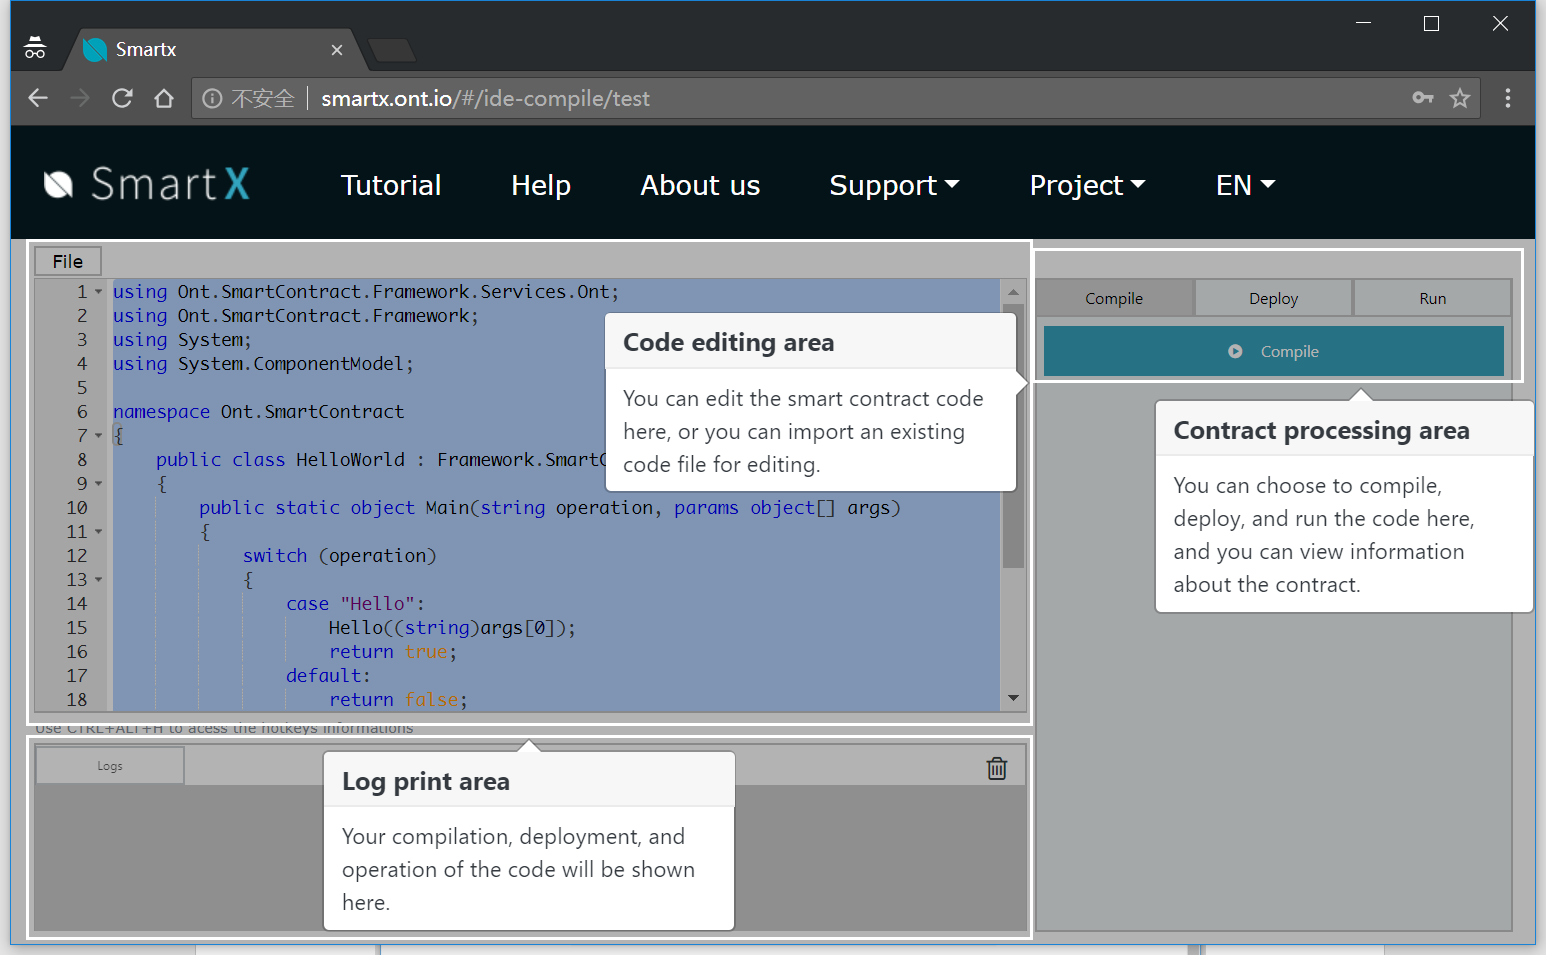 Smartx
不安全 smartx.ont.io/#/ide-compile/test
SmartX Tutorial Help About us Support Project EN
File
1 using Ont.SmartContract.Framework.Services.Ont;
2 using Ont.SmartContract.Framework;
3 using System;
4 using System.ComponentModel;
5
6 namespace Ont.SmartContract
7 {
8 public class HelloWorld : Framework.SmartC
9 {
10 public static object Main(string operation, params object[] args)
11 {
12 switch (operation)
13 {
14 case "Hello":
15 Hello((string)args[0]);
16 return true;
17 default:
18 return false;
Code editing area
You can edit the smart contract code
here, or you can import an existing
code file for editing.
Compile Deploy Run
Compile
Contract processing area
You can choose to compile,
deploy, and run the code here,
and you can view information
about the contract.
Use CTRL+ALT+H to acess the hotkeys informations
Logs
Log print area
Your compilation, deployment, and
operation of the code will be shown
here.